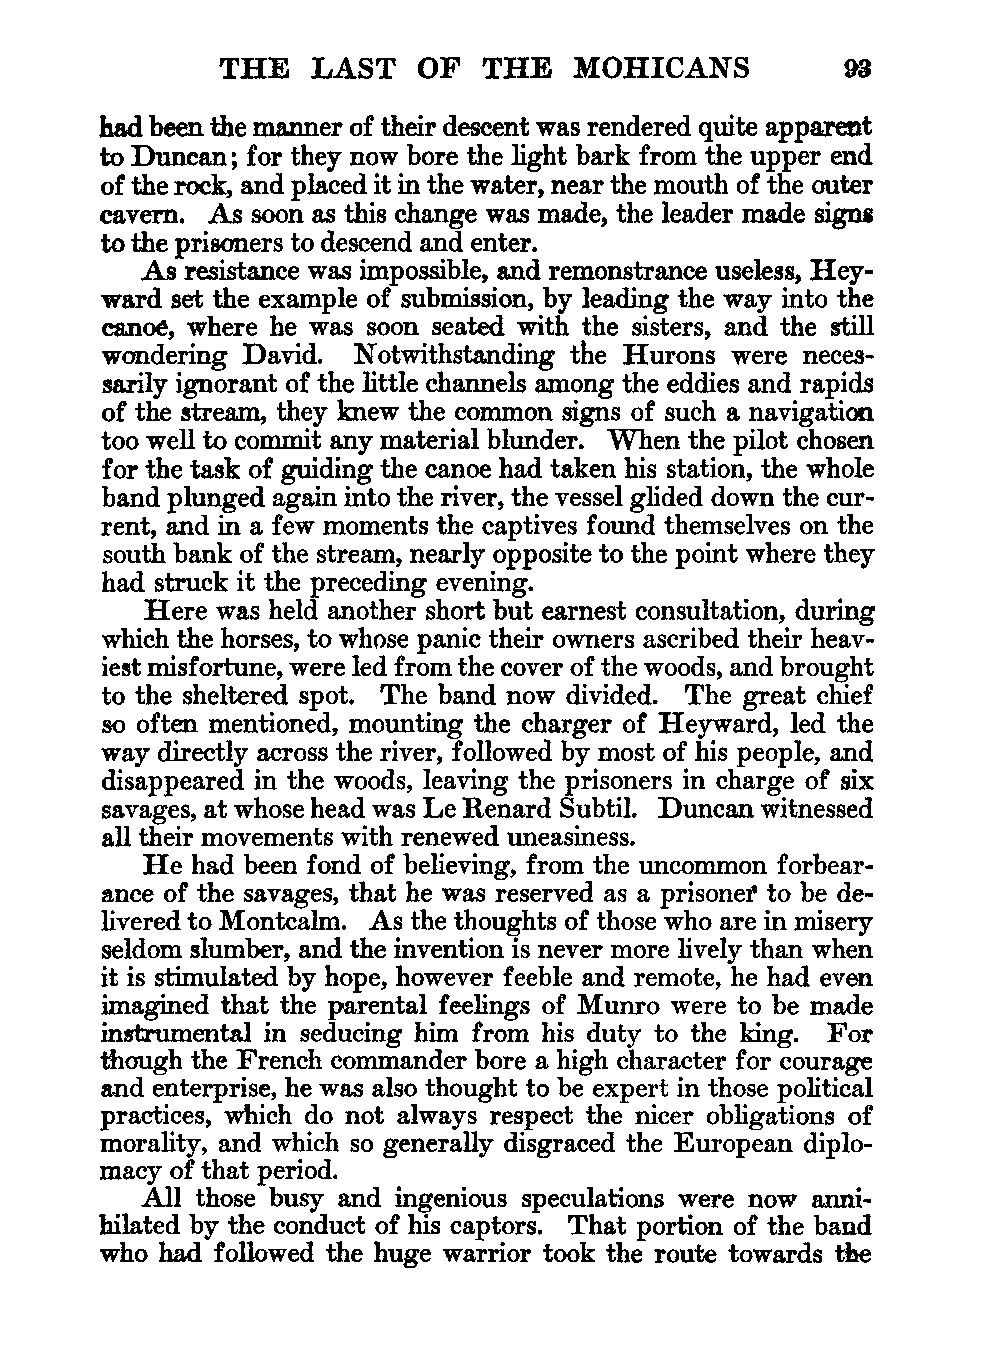 THE LAST OF THE MOHICANS 93
had been the manner of their descent was rendered quite apparent
to Duncan; for they now bore the light bark from the upper end
of the rock, and placed it in the water, near the mouth of the outer
cavern. As soon as this change was made, the leader made signs
to the prisoners to descend and enter.
As resistance was impossible, and remonstrance useless, Hey-
ward set the example of submission, by leading the way into the
canoe, where he was soon seated with the sisters, and the still
wondering David. Notwithstanding the Hurons were neces-
sarily ignorant of the little channels among the eddies and rapids
of the stream, they knew the common signs of such a navigation
too well to commit any material blunder. When the pilot chosen
for the task of guiding the canoe had taken his station, the whole
band plunged again into the river, the vessel glided down the cur-
rent, and in a few moments the captives found themselves on the
south bank of the stream, nearly opposite to the point where they
had struck it the preceding evening.
Here was held another short but earnest consultation, during
which the horses, to whose panic their owners ascribed their heav-
iest misfortune, were led from the cover of the woods, and brought
to the sheltered spot. The band now divided. The great chief
so often mentioned, mounting the charger of Heyward, led the
way directly across the river, followed by most of his people, and
disappeared in the woods, leaving the prisoners in charge of six
savages, at whose head was Le Renard Subtil. Duncan witnessed
all their movements with renewed uneasiness.
He had been fond of believing, from the uncommon forbear-
ance of the savages, that he was reserved as a prisoner to be de-
livered to Montcalm. As the thoughts of those who are in misery
seldom slumber, and the invention is never more lively than when
it is stimulated by hope, however feeble and remote, he had even
imagined that the parental feelings of Munro were to be made
instrumental in seducing him from his duty to the king. For
though the French commander bore a high character for courage
and enterprise, he was also thought to be expert in those political
practices, which do not always respect the nicer obligations of
morality, and which so generally disgraced the European diplo-
macy of that period.
All those busy and ingenious speculations were now anni-
hilated by the conduct of his captors. That portion of the band
who had followed the huge warrior took the route towards the